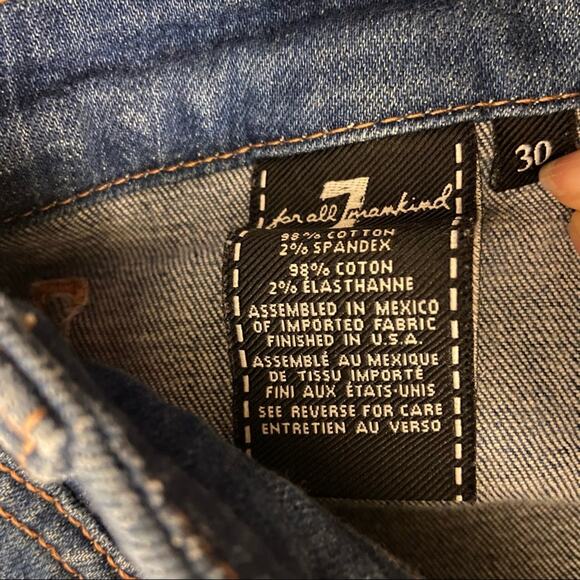 30
7
for all mankind
98% COTTON
2% SPANDEX
98% COTON
2% ÉLASTHANNE
ASSEMBLED IN MEXICO
OF IMPORTED FABRIC
FINISHED IN U.S.A.
ASSEMBLÉ AU MEXIQUE
DE TISSU IMPORTÉ
FINI AUX ÉTATS-UNIS
SEE REVERSE FOR CARE
ENTRETIEN AU VERSO